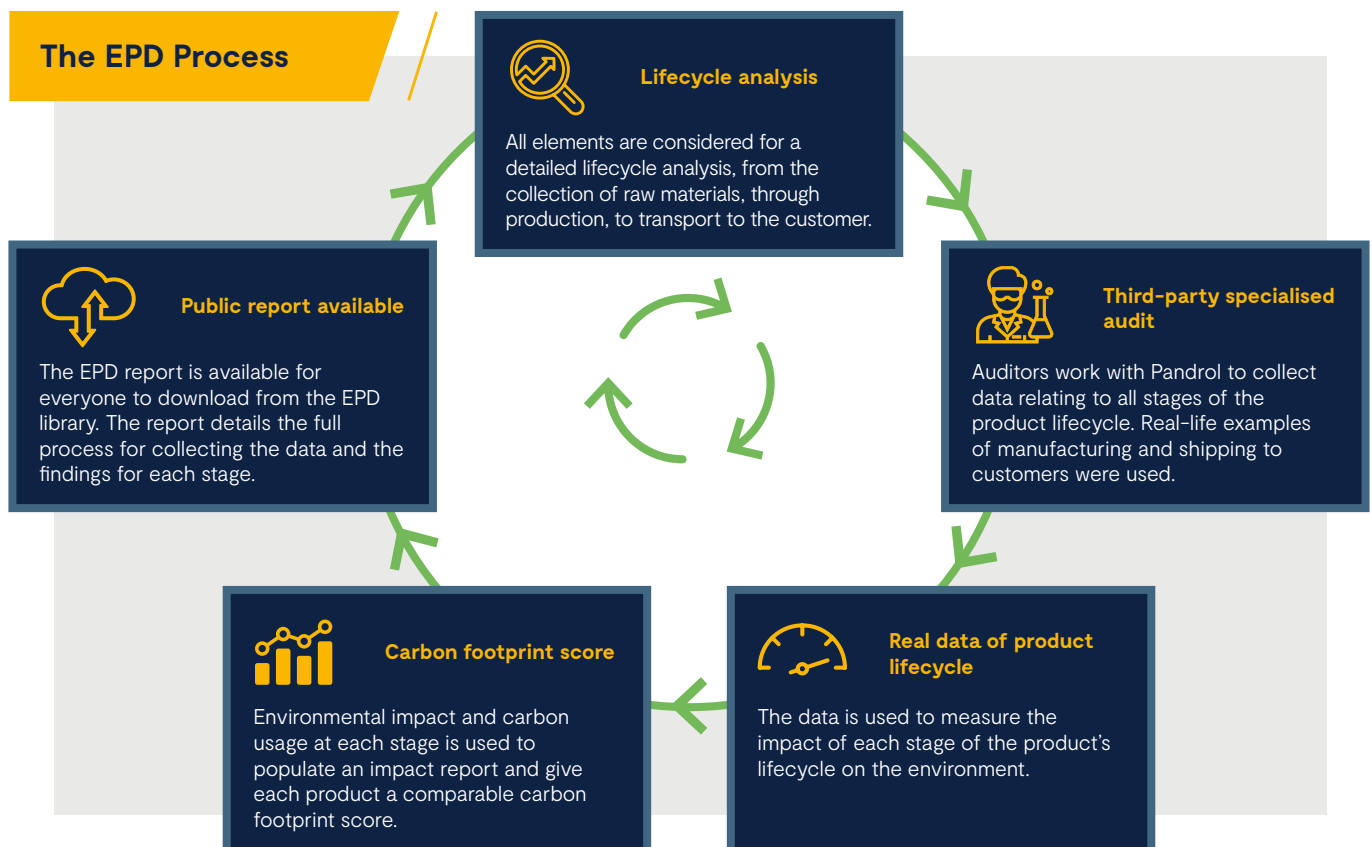 The EPD Process
Lifecycle analysis
All elements are considered for a
detailed lifecycle analysis, from the
collection of raw materials, through
production, to transport to the customer.
Third-party specialised
audit
Auditors work with Pandrol to collect
data relating to all stages of the
product lifecycle. Real-life examples
of manufacturing and shipping to
customers were used.
Real data of product
lifecycle
The data is used to measure the
impact of each stage of the product’s
lifecycle on the environment.
Carbon footprint score
Environmental impact and carbon
usage at each stage is used to
populate an impact report and give
each product a comparable carbon
footprint score.
Public report available
The EPD report is available for
everyone to download from the EPD
library. The report details the full
process for collecting the data and the
findings for each stage.